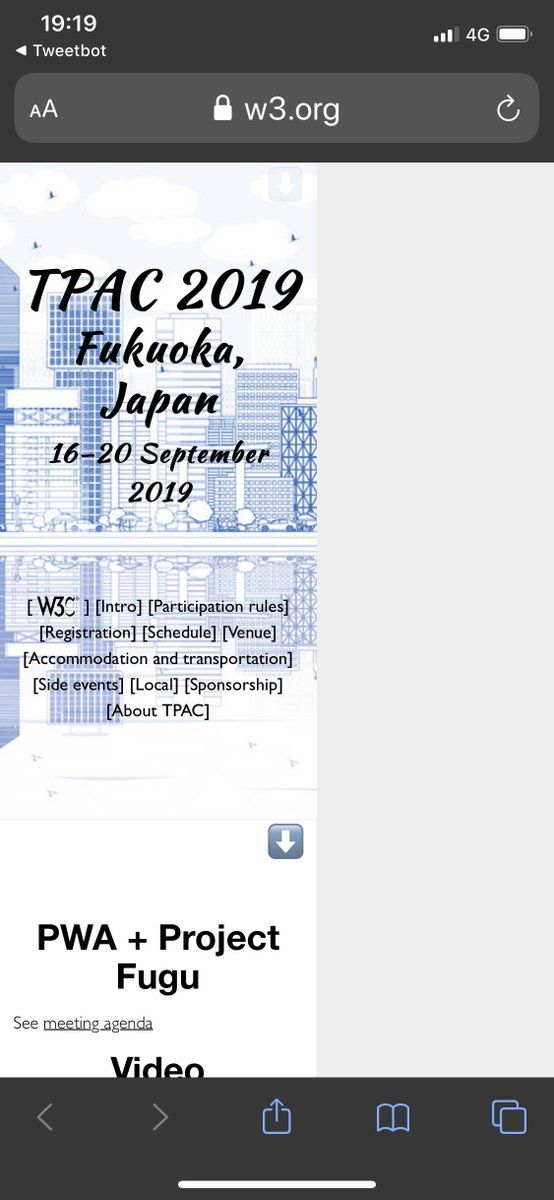 19:19
4G
◀ Tweetbot
AA
w3.org
TPAC 2019
Fukuoka,
Japan
16–20 September
2019
[ W3C® ] [Intro] [Participation rules]
[Registration] [Schedule] [Venue]
[Accommodation and transportation]
[Side events] [Local] [Sponsorship]
[About TPAC]
PWA + Project
Fugu
See meeting agenda
Video